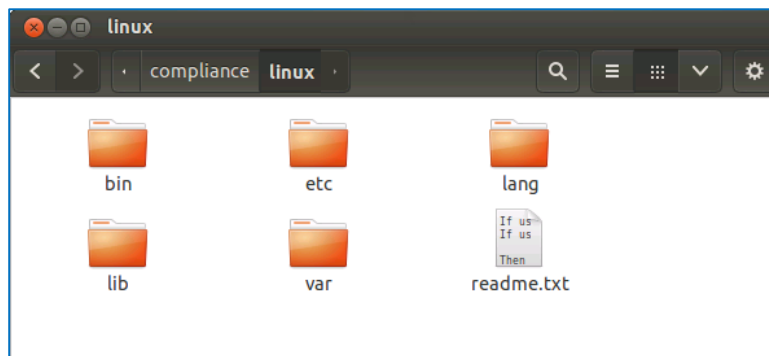 linux
compliance linux
bin etc lang
If us
If us
Then
lib var readme.txt